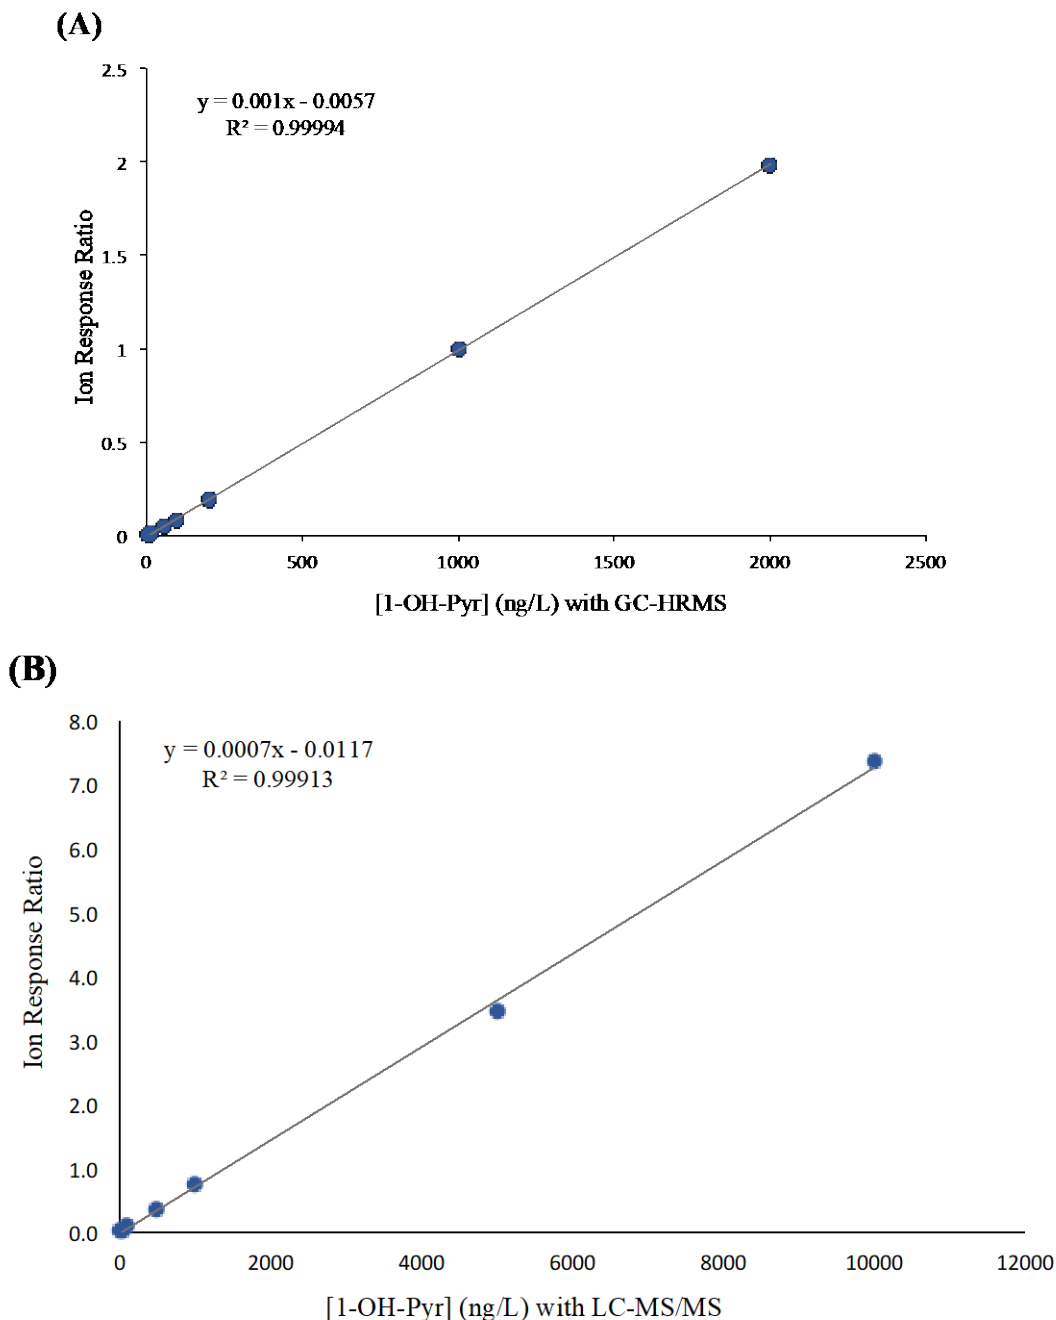 (A)
y = 0.001x - 0.0057
R² = 0.99994
2.5
2
1.5
1
0.5
0
Ion Response Ratio
0 500 1000 1500 2000 2500
[1-OH-Pyr] (ng/L) with GC-HRMS
(B)
y = 0.0007x - 0.0117
R² = 0.99913
8.0
7.0
6.0
5.0
4.0
3.0
2.0
1.0
0.0
Ion Response Ratio
0 2000 4000 6000 8000 10000 12000
[1-OH-Pyr] (ng/L) with LC-MS/MS